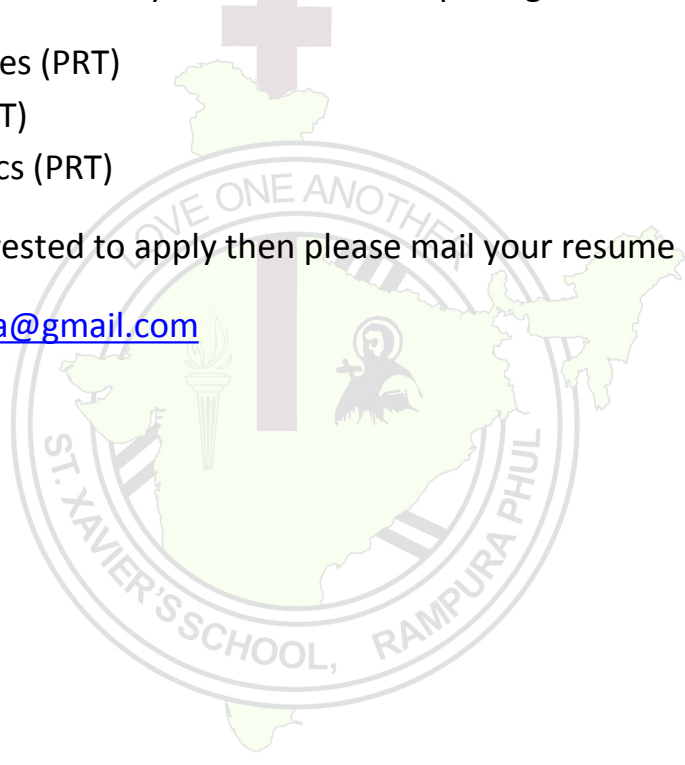 es (PRT)
T)
cs (PRT)
rested to apply then please mail your resume
a@gmail.com
LOVE ONE ANOTHER
ST. XAVIER'S SCHOOL, RAMPURA PHUL